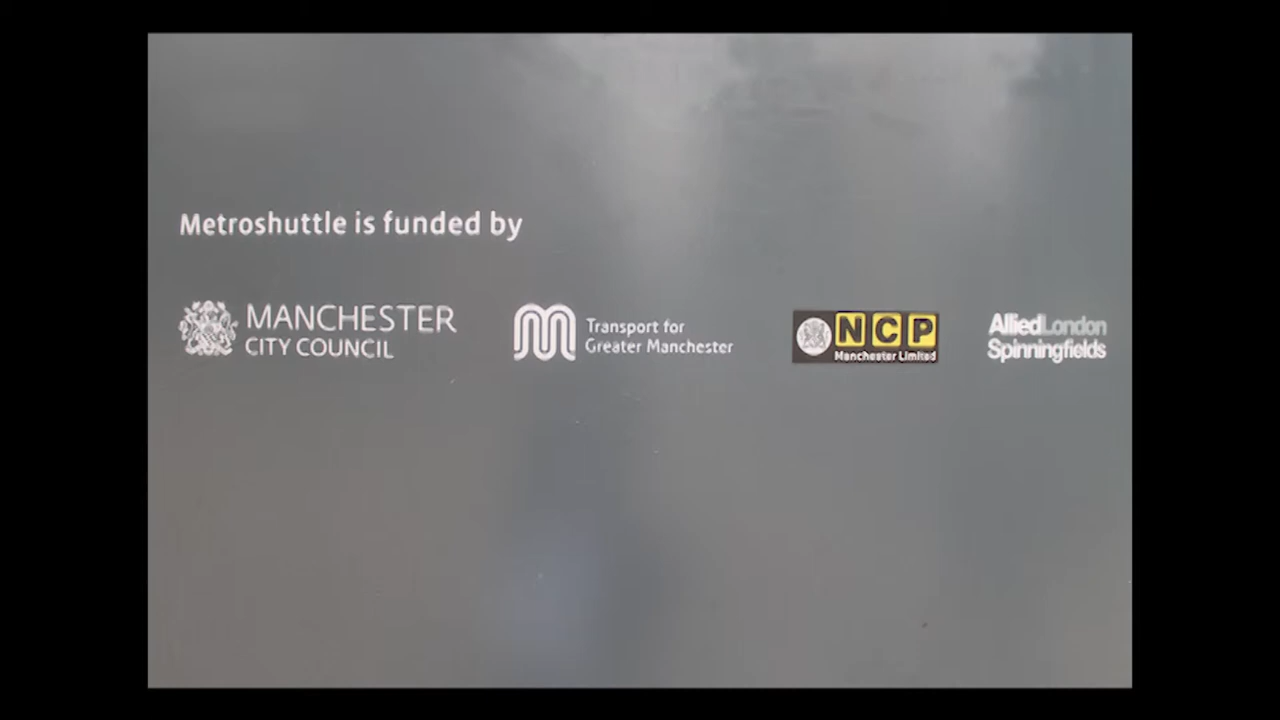 Metroshuttle is funded by
MANCHESTER
CITY COUNCIL
Transport for
Greater Manchester
NCP
Manchester Limited
AlliedLondon
Spinningfields